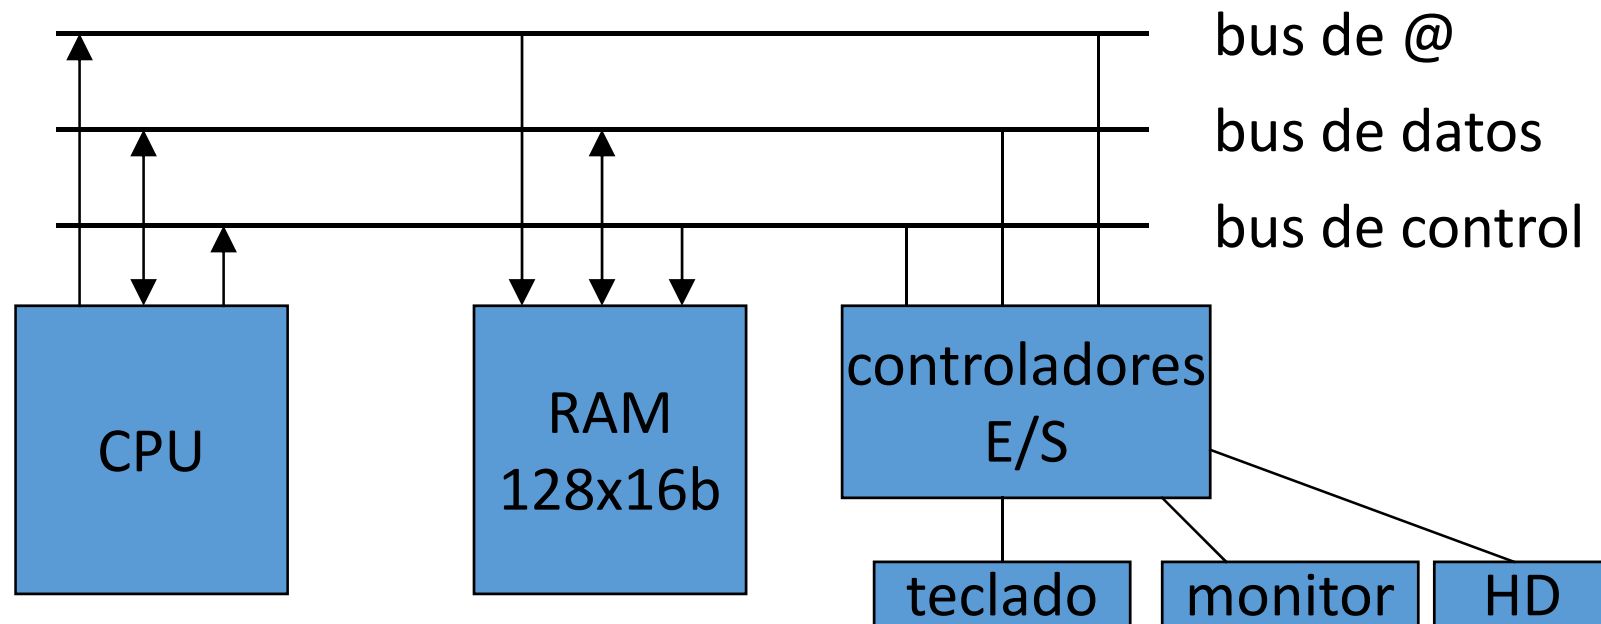 bus de @
bus de datos
bus de control
CPU
RAM
128x16b
controladores
E/S
teclado
monitor
HD